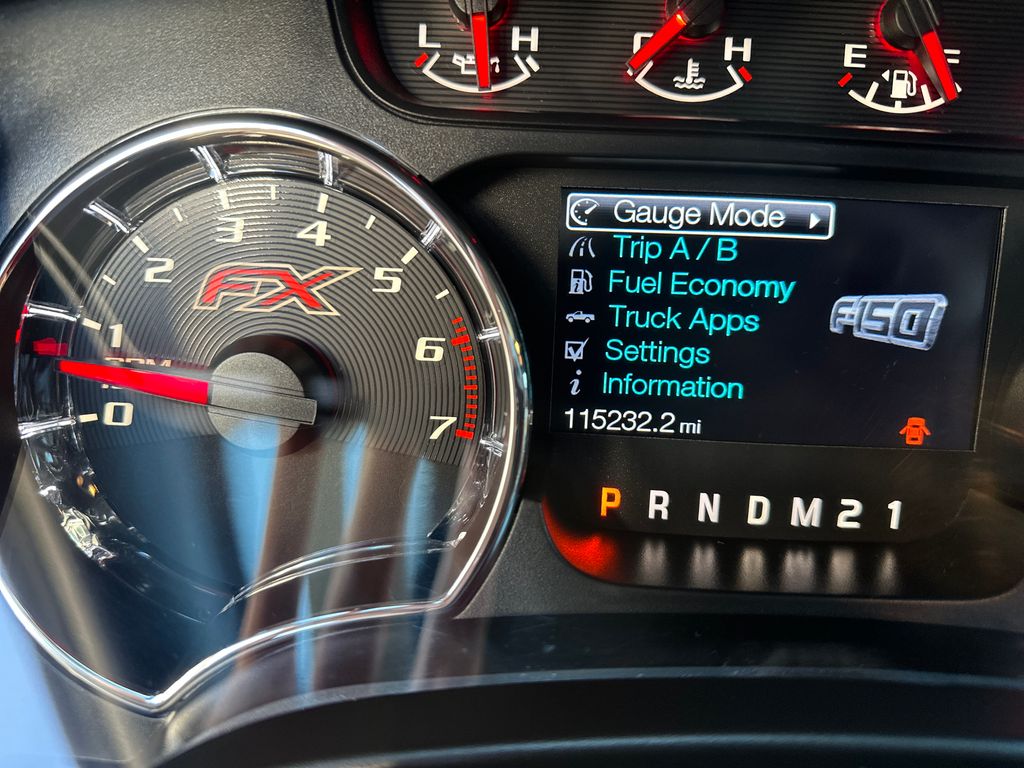 L H
C H
E F
0 1 2 3 4 5 6 7
FX
RPM
Gauge Mode
Trip A / B
Fuel Economy
Truck Apps
Settings
Information
F-150
115232.2 mi
P R N D M 2 1